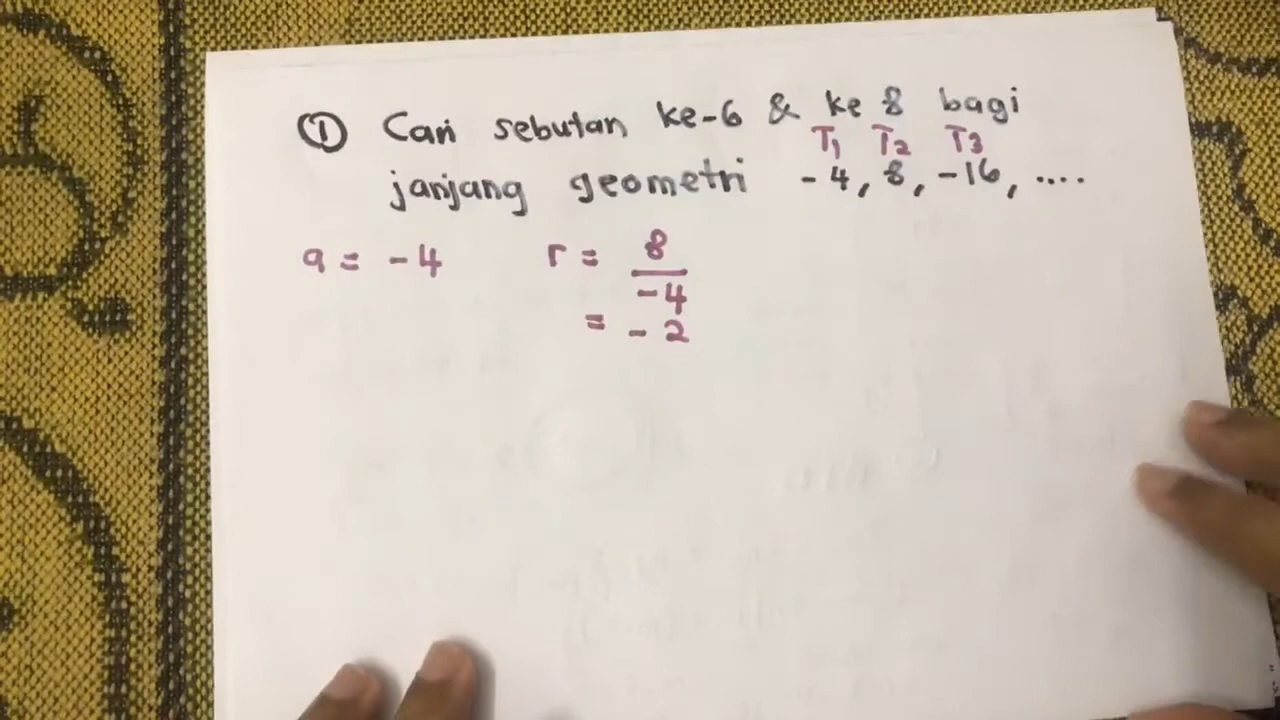 ① Cari sebutan ke-6 & ke 8 bagi
T1 T2 T3
janjang geometri -4, 8, -16, ....
a = -4 r = 8
-4
= -2